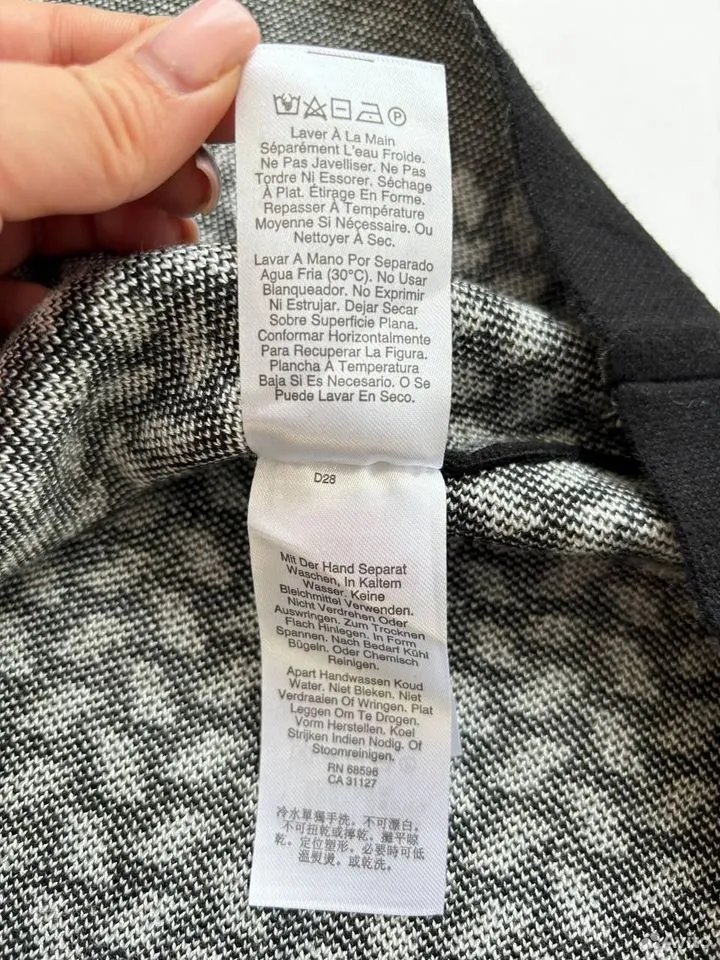 Laver À La Main
Séparément L'eau Froide.
Ne Pas Javelliser. Ne Pas
Tordre Ni Essorer. Séchage
À Plat. Étirage En Forme.
Repasser À Température
Moyenne Si Nécessaire. Ou
Nettoyer À Sec.
Lavar A Mano Por Separado
Agua Fria (30°C). No Usar
Blanqueador. No Exprimir
Ni Estrujar. Dejar Secar
Sobre Superficie Plana.
Conformar Horizontalmente
Para Recuperar La Figura.
Plancha À Temperatura
Baja Si Es Necesario. O Se
Puede Lavar En Seco.
D28
Mit Der Hand Separat
Waschen, In Kaltem
Wasser. Keine
Bleichmittel Verwenden.
Nicht Verdrehen Oder
Auswringen. Zum Trocknen
Flach Hinlegen. In Form
Spannen. Nach Bedarf Kühl
Bügeln. Oder Chemisch
Reinigen.
Apart Handwassen Koud
Water. Niet Bleken. Niet
Verdraaien Of Wringen. Plat
Leggen Om Te Drogen.
Vorm Herstellen. Koel
Strijken Indien Nodig. Of
Stoomreinigen.
RN 68596
CA 31127
冷水單獨手洗。不可漂白。
不可扭乾或擰乾。攤平晾
乾。定位塑形。必要時可低
溫熨燙。或乾洗。
Avito